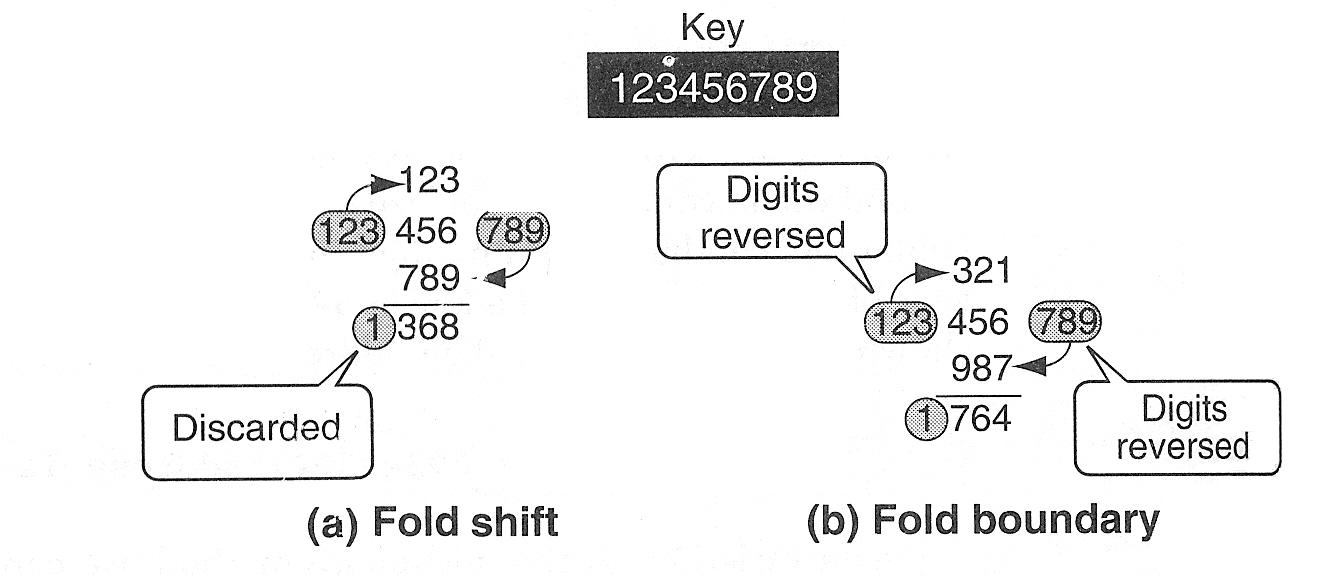 Key
123456789
123
123 456 789
789
1 368
Discarded
(a) Fold shift
Digits
reversed
321
123 456 789
987
1 764
Digits
reversed
(b) Fold boundary